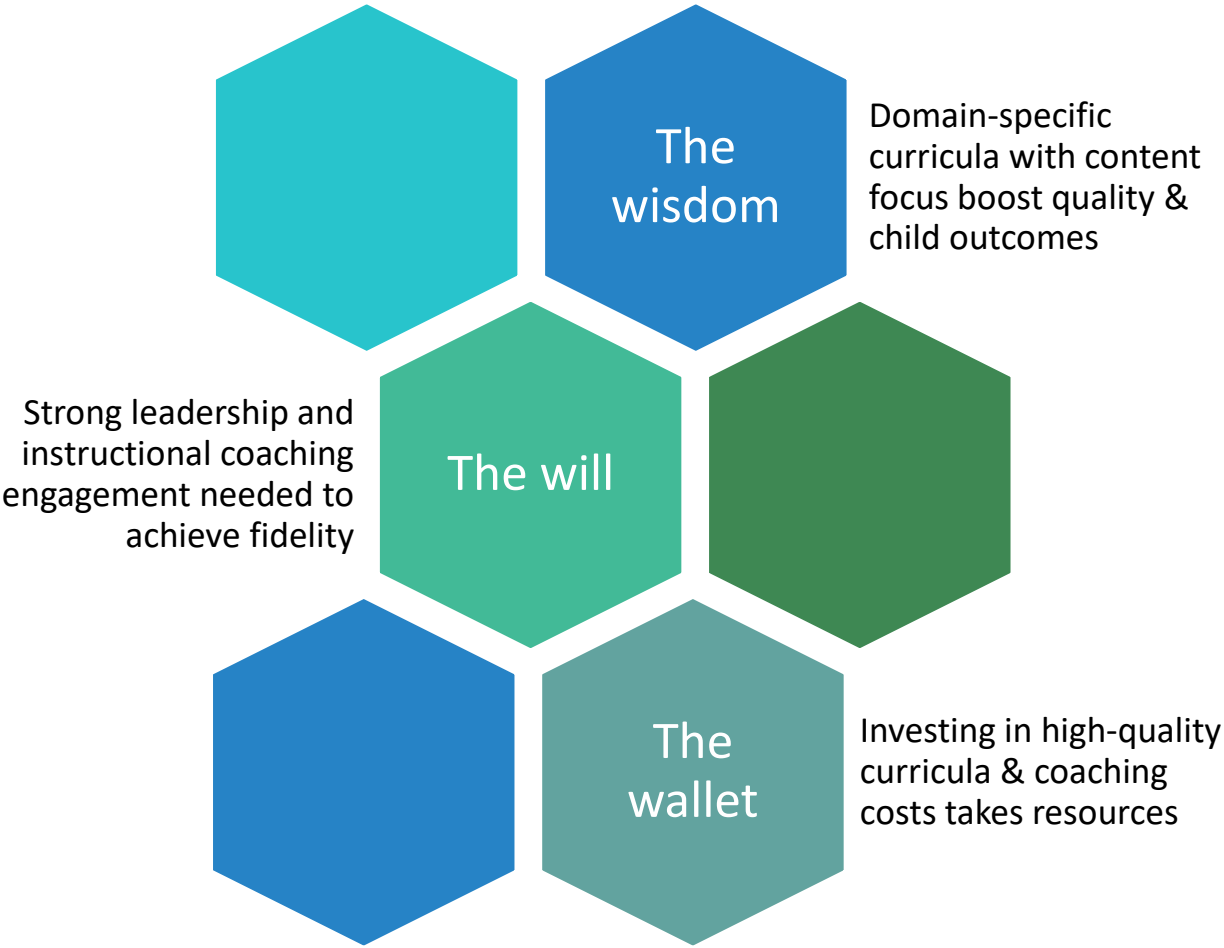 The
wisdom
Domain-specific
curricula with content
focus boost quality &
child outcomes
Strong leadership and
instructional coaching
engagement needed to
achieve fidelity
The will
The
wallet
Investing in high-quality
curricula & coaching
costs takes resources